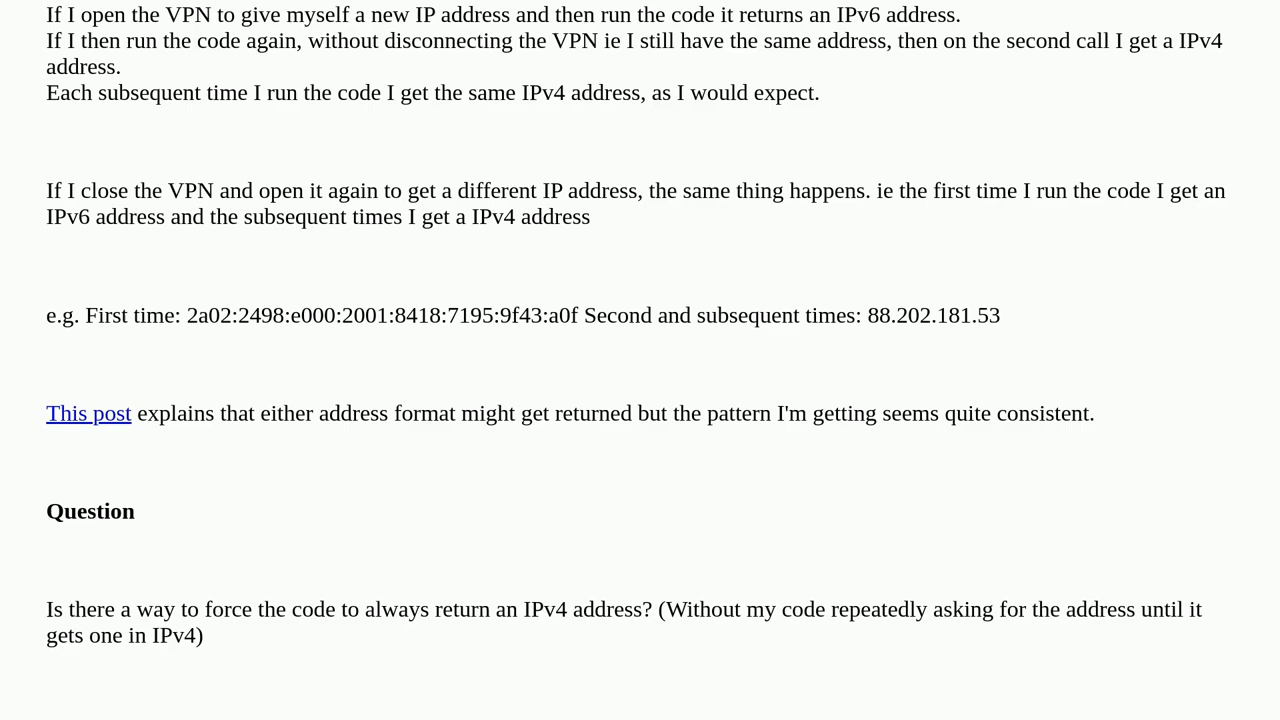 If I open the VPN to give myself a new IP address and then run the code it returns an IPv6 address.
If I then run the code again, without disconnecting the VPN ie I still have the same address, then on the second call I get a IPv4
address.
Each subsequent time I run the code I get the same IPv4 address, as I would expect.
If I close the VPN and open it again to get a different IP address, the same thing happens. ie the first time I run the code I get an
IPv6 address and the subsequent times I get a IPv4 address
e.g. First time: 2a02:2498:e000:2001:8418:7195:9f43:a0f Second and subsequent times: 88.202.181.53
This post explains that either address format might get returned but the pattern I'm getting seems quite consistent.
Question
Is there a way to force the code to always return an IPv4 address? (Without my code repeatedly asking for the address until it
gets one in IPv4)